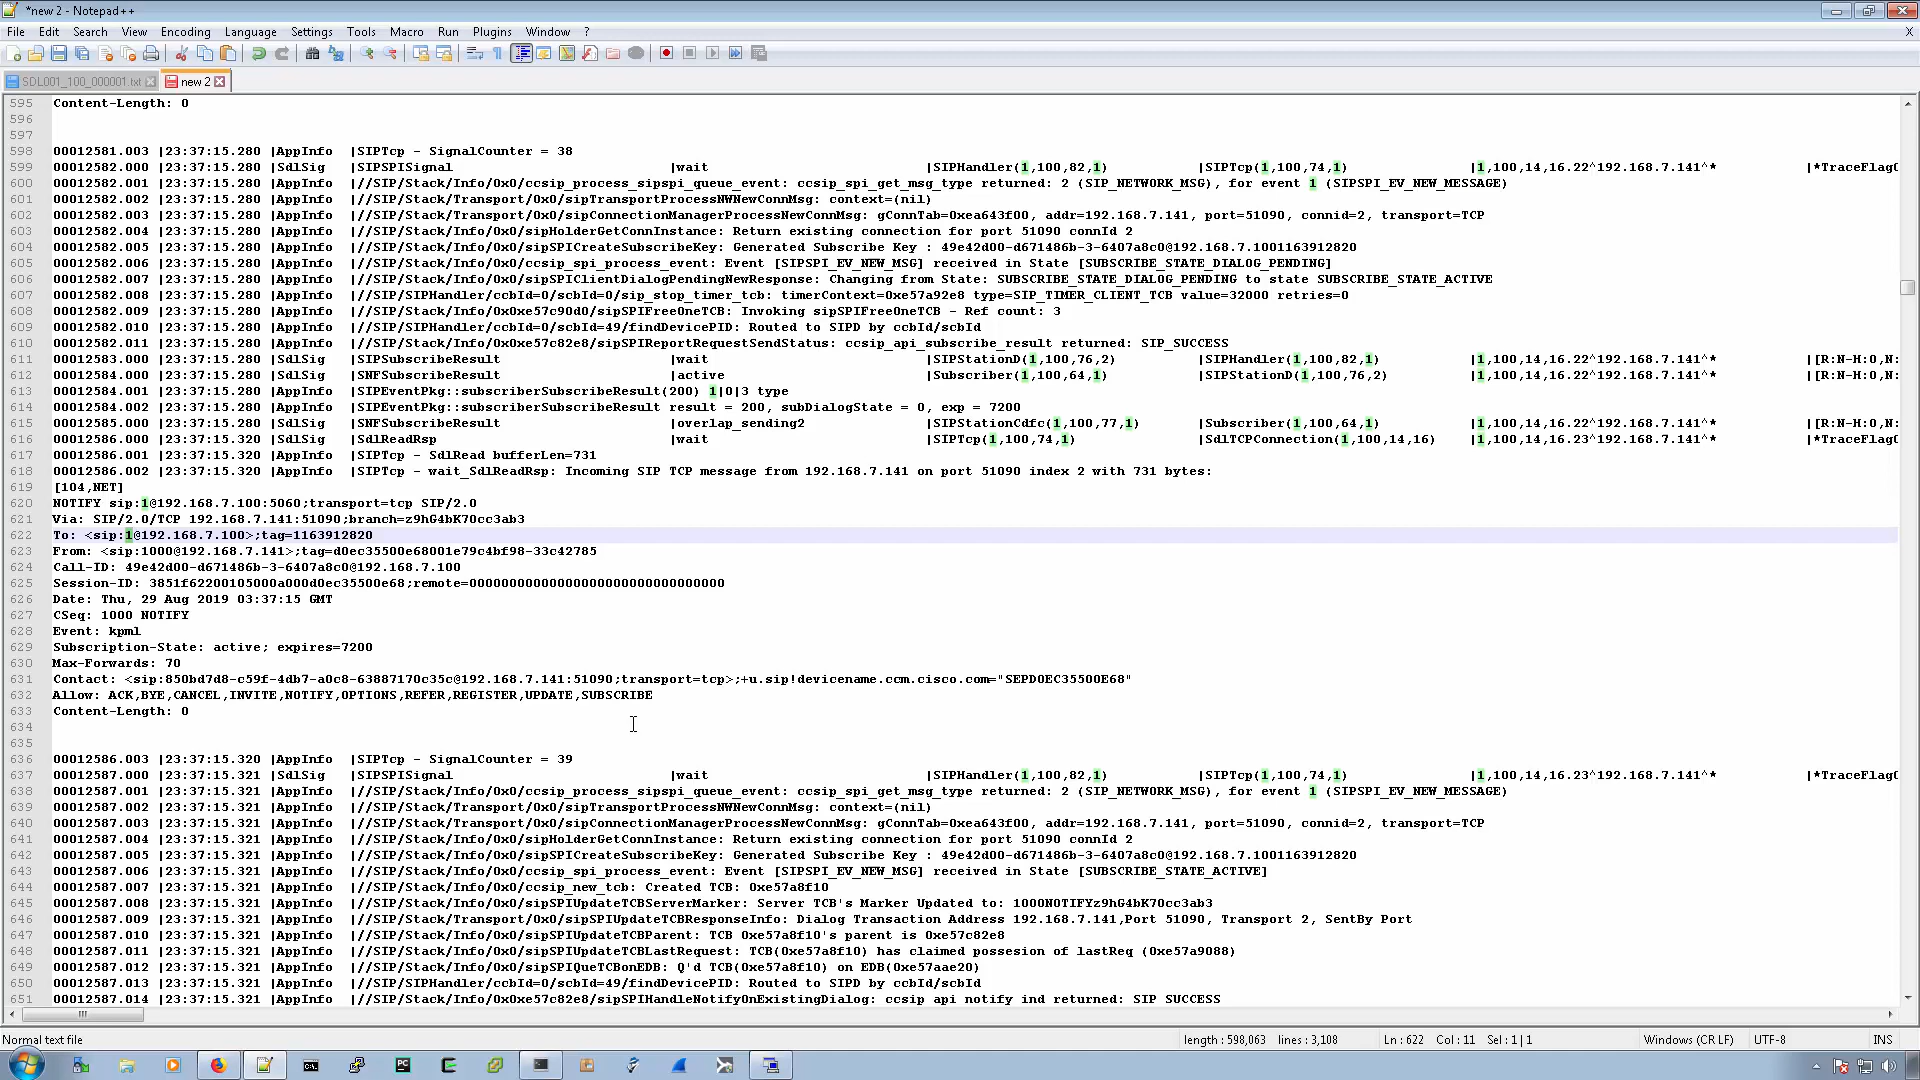 *new 2 - Notepad++
File Edit Search View Encoding Language Settings Tools Macro Run Plugins Window ? X
SDL001_100_000001.txt new 2
595 Content-Length: 0
596
597
598 00012581.003 |23:37:15.280 |AppInfo |SIPTcp - SignalCounter = 38
599 00012582.000 |23:37:15.280 |SdlSig |SIPSPISignal |wait |SIPHandler(1,100,82,1) |SIPTcp(1,100,74,1) |1,100,14,16.22^192.168.7.141^* |*TraceFlagO
600 00012582.001 |23:37:15.280 |AppInfo |//SIP/Stack/Info/0x0/ccsip_process_sipspi_queue_event: ccsip_spi_get_msg_type returned: 2 (SIP_NETWORK_MSG), for event 1 (SIPSPI_EV_NEW_MESSAGE)
601 00012582.002 |23:37:15.280 |AppInfo |//SIP/Stack/Transport/0x0/sipTransportProcessNWNewConnMsg: context=(nil)
602 00012582.003 |23:37:15.280 |AppInfo |//SIP/Stack/Transport/0x0/sipConnectionManagerProcessNewConnMsg: gConnTab=0xea643f00, addr=192.168.7.141, port=51090, connid=2, transport=TCP
603 00012582.004 |23:37:15.280 |AppInfo |//SIP/Stack/Transport/0x0/sipHolderGetConnInstance: Return existing connection for port 51090 connId 2
604 00012582.005 |23:37:15.280 |AppInfo |//SIP/Stack/Info/0x0/sipSPICreateSubscribeKey: Generated Subscribe Key : 49e42d00-d671486b-3-6407a8c0@192.168.7.1001163912820
605 00012582.006 |23:37:15.280 |AppInfo |//SIP/Stack/Info/0x0/ccsip_spi_process_event: Event [SIPSPI_EV_NEW_MSG] received in State [SUBSCRIBE_STATE_DIALOG_PENDING]
606 00012582.007 |23:37:15.280 |AppInfo |//SIP/Stack/Info/0x0/sipSPIClientDialogPendingNewResponse: Changing from State: SUBSCRIBE_STATE_DIALOG_PENDING to state SUBSCRIBE_STATE_ACTIVE
607 00012582.008 |23:37:15.280 |AppInfo |//SIP/SIPHandler/ccbId=0/scbId=0/sip_stop_timer_tcb: timerContext=0xe57a92e8 type=SIP_TIMER_CLIENT_TCB value=32000 retries=0
608 00012582.009 |23:37:15.280 |AppInfo |//SIP/Stack/Info/0x0xe57c90d0/sipSPIFreeOneTCB: Invoking sipSPIFreeOneTCB - Ref count: 3
609 00012582.010 |23:37:15.280 |AppInfo |//SIP/SIPHandler/ccbId=0/scbId=49/findDevicePID: Routed to SIPD by ccbId/scbId
610 00012582.011 |23:37:15.280 |AppInfo |//SIP/Stack/Info/0x0xe57c82e8/sipSPIReportRequestSendStatus: ccsip_api_subscribe_result returned: SIP_SUCCESS
611 00012583.000 |23:37:15.280 |SdlSig |SIPSubscribeResult |wait |SIPStationD(1,100,76,2) |SIPHandler(1,100,82,1) |1,100,14,16.22^192.168.7.141^* |[R:N-H:0,N:
612 00012584.000 |23:37:15.280 |SdlSig |SNFSubscribeResult |active |Subscriber(1,100,64,1) |SIPStationD(1,100,76,2) |1,100,14,16.22^192.168.7.141^* |[R:N-H:0,N:
613 00012584.001 |23:37:15.280 |AppInfo |SIPEventPkg::subscriberSubscribeResult(200) 1|0|3 type
614 00012584.002 |23:37:15.280 |AppInfo |SIPEventPkg::subscriberSubscribeResult result = 200, subDialogState = 0, exp = 7200
615 00012585.000 |23:37:15.280 |SdlSig |SNFSubscribeResult |overlap_sending2 |SIPStationCdfc(1,100,77,1) |Subscriber(1,100,64,1) |1,100,14,16.22^192.168.7.141^* |[R:N-H:0,N:
616 00012586.000 |23:37:15.320 |SdlSig |SdlReadRsp |wait |SIPTcp(1,100,74,1) |SdlTCPConnection(1,100,14,16) |1,100,14,16.23^192.168.7.141^* |*TraceFlagO
617 00012586.001 |23:37:15.320 |AppInfo |SIPTcp - SdlRead bufferLen=731
618 00012586.002 |23:37:15.320 |AppInfo |SIPTcp - wait_SdlReadRsp: Incoming SIP TCP message from 192.168.7.141 on port 51090 index 2 with 731 bytes:
619 [104,NET]
620 NOTIFY sip:1@192.168.7.100:5060;transport=tcp SIP/2.0
621 Via: SIP/2.0/TCP 192.168.7.141:51090;branch=z9hG4bK70cc3ab3
622 To: <sip:1@192.168.7.100>;tag=1163912820
623 From: <sip:1000@192.168.7.141>;tag=d0ec35500e68001e79c4bf98-33c42785
624 Call-ID: 49e42d00-d671486b-3-6407a8c0@192.168.7.100
625 Session-ID: 3851f62200105000a000d0ec35500e68;remote=00000000000000000000000000000000
626 Date: Thu, 29 Aug 2019 03:37:15 GMT
627 CSeq: 1000 NOTIFY
628 Event: kpml
629 Subscription-State: active; expires=7200
630 Max-Forwards: 70
631 Contact: <sip:850bd7d8-c59f-4db7-a0c8-63887170c35c@192.168.7.141:51090;transport=tcp>;+u.sip!devicename.ccm.cisco.com="SEPD0EC35500E68"
632 Allow: ACK,BYE,CANCEL,INVITE,NOTIFY,OPTIONS,REFER,REGISTER,UPDATE,SUBSCRIBE
633 Content-Length: 0
634
635
636 00012586.003 |23:37:15.320 |AppInfo |SIPTcp - SignalCounter = 39
637 00012587.000 |23:37:15.321 |SdlSig |SIPSPISignal |wait |SIPHandler(1,100,82,1) |SIPTcp(1,100,74,1) |1,100,14,16.23^192.168.7.141^* |*TraceFlagO
638 00012587.001 |23:37:15.321 |AppInfo |//SIP/Stack/Info/0x0/ccsip_process_sipspi_queue_event: ccsip_spi_get_msg_type returned: 2 (SIP_NETWORK_MSG), for event 1 (SIPSPI_EV_NEW_MESSAGE)
639 00012587.002 |23:37:15.321 |AppInfo |//SIP/Stack/Transport/0x0/sipTransportProcessNWNewConnMsg: context=(nil)
640 00012587.003 |23:37:15.321 |AppInfo |//SIP/Stack/Transport/0x0/sipConnectionManagerProcessNewConnMsg: gConnTab=0xea643f00, addr=192.168.7.141, port=51090, connid=2, transport=TCP
641 00012587.004 |23:37:15.321 |AppInfo |//SIP/Stack/Transport/0x0/sipHolderGetConnInstance: Return existing connection for port 51090 connId 2
642 00012587.005 |23:37:15.321 |AppInfo |//SIP/Stack/Info/0x0/sipSPICreateSubscribeKey: Generated Subscribe Key : 49e42d00-d671486b-3-6407a8c0@192.168.7.1001163912820
643 00012587.006 |23:37:15.321 |AppInfo |//SIP/Stack/Info/0x0/ccsip_spi_process_event: Event [SIPSPI_EV_NEW_MSG] received in State [SUBSCRIBE_STATE_ACTIVE]
644 00012587.007 |23:37:15.321 |AppInfo |//SIP/Stack/Info/0x0/ccsip_new_tcb: Created TCB: 0xe57a8f10
645 00012587.008 |23:37:15.321 |AppInfo |//SIP/Stack/Info/0x0/sipSPIUpdateTCBServerMarker: Server TCB's Marker Updated to: 1000NOTIFYz9hG4bK70cc3ab3
646 00012587.009 |23:37:15.321 |AppInfo |//SIP/Stack/Transport/0x0/sipSPIUpdateTCBResponseInfo: Dialog Transaction Address 192.168.7.141,Port 51090, Transport 2, SentBy Port
647 00012587.010 |23:37:15.321 |AppInfo |//SIP/Stack/Info/0x0/sipSPIUpdateTCBParent: TCB 0xe57a8f10's parent is 0xe57c82e8
648 00012587.011 |23:37:15.321 |AppInfo |//SIP/Stack/Info/0x0/sipSPIUpdateTCBLastRequest: TCB(0xe57a8f10) has claimed possesion of lastReq (0xe57a9088)
649 00012587.012 |23:37:15.321 |AppInfo |//SIP/Stack/Info/0x0/sipSPIQueTCBonEDB: Q'd TCB(0xe57a8f10) on EDB(0xe57aae20)
650 00012587.013 |23:37:15.321 |AppInfo |//SIP/SIPHandler/ccbId=0/scbId=49/findDevicePID: Routed to SIPD by ccbId/scbId
651 00012587.014 |23:37:15.321 |AppInfo |//SIP/Stack/Info/0x0xe57c82e8/sipSPIHandleNotifyOnExistingDialog: ccsip api notify ind returned: SIP SUCCESS
Normal text file length : 598,063 lines : 3,108 Ln : 622 Col : 11 Sel : 1 | 1 Windows (CR LF) UTF-8 INS